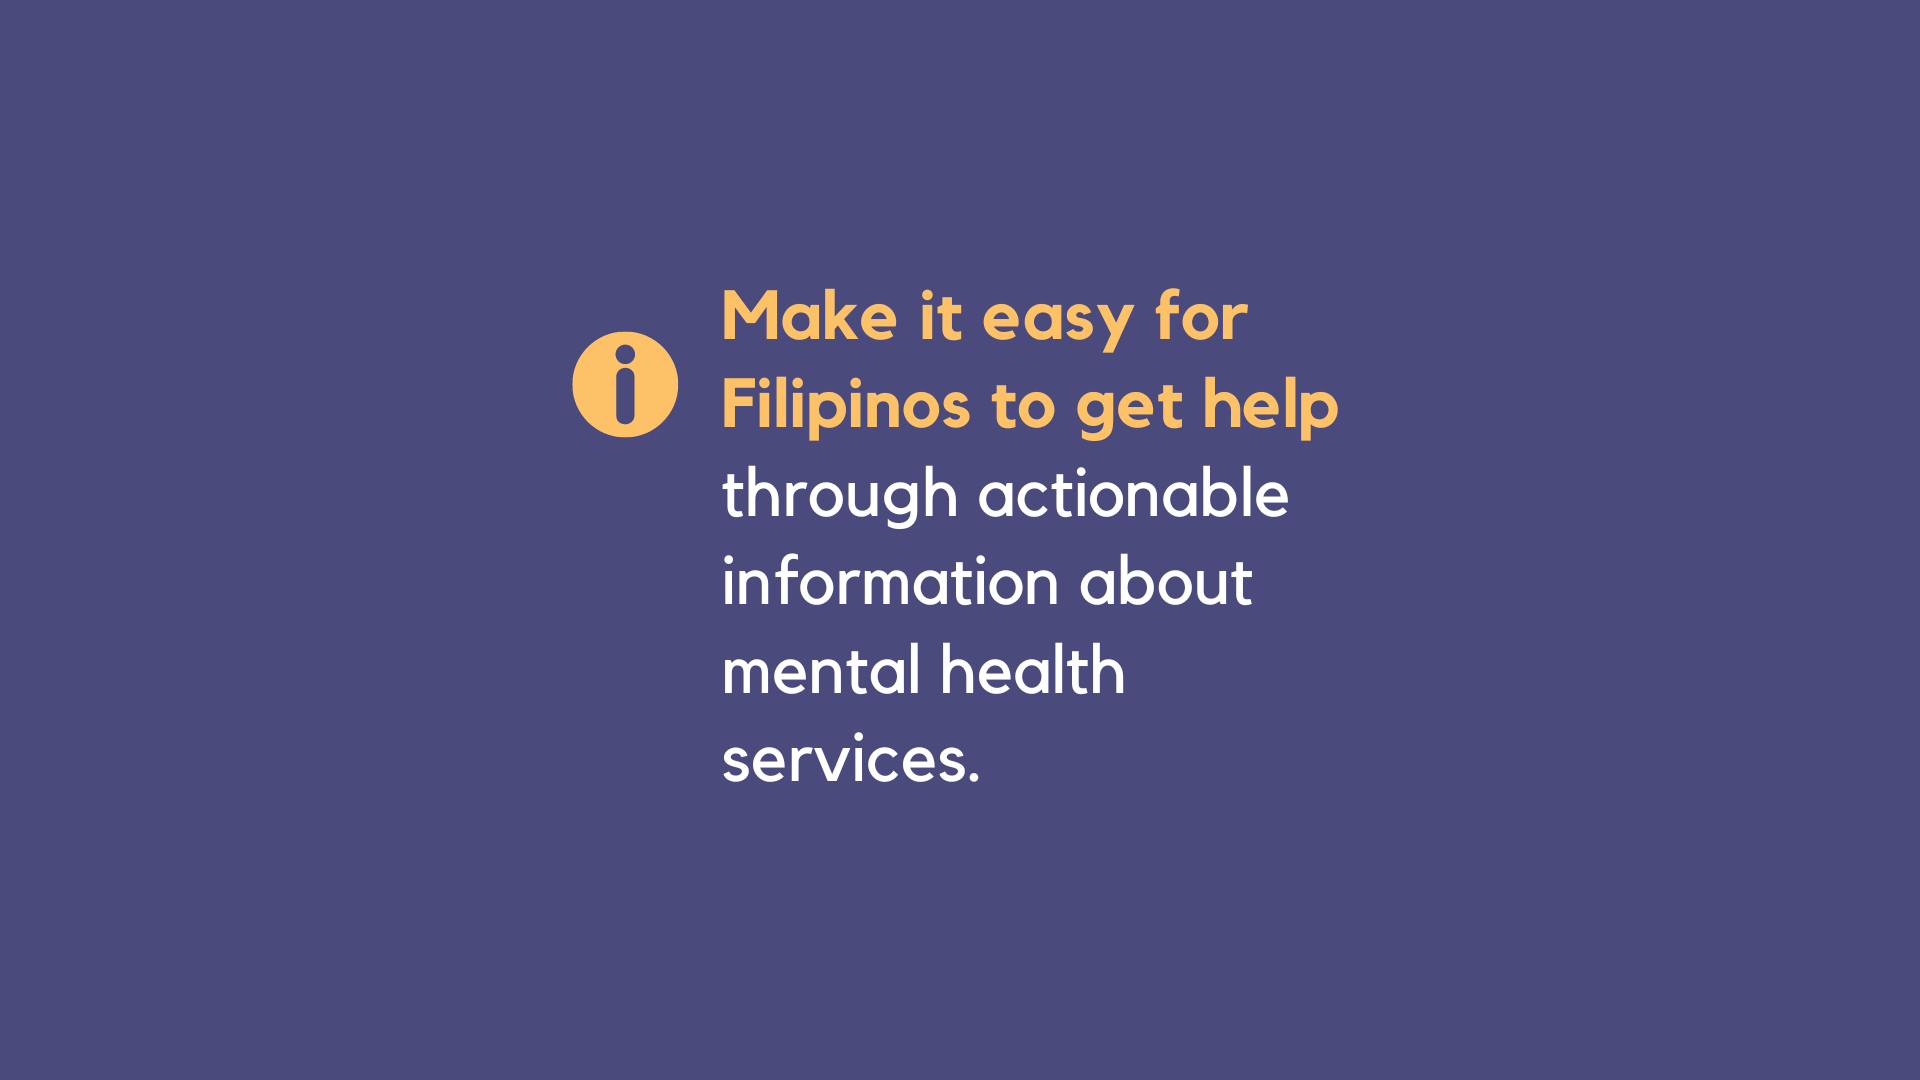 Make it easy for
Filipinos to get help
through actionable
information about
mental health
services.